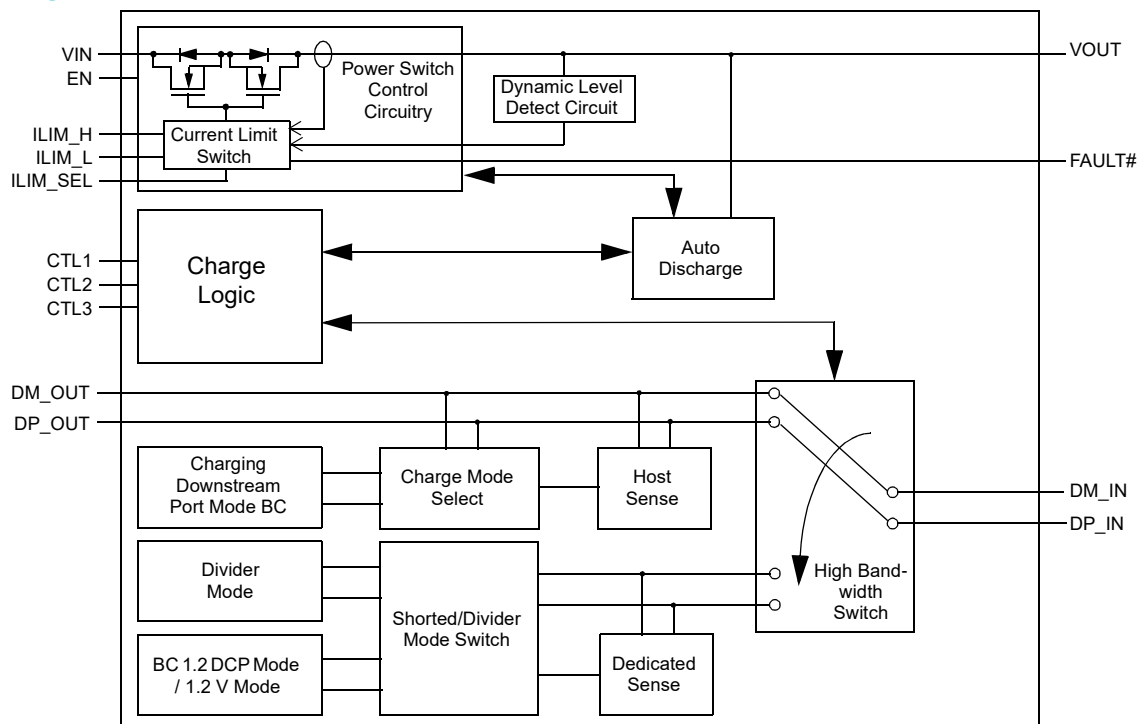 VIN
EN
ILIM_H
ILIM_L
ILIM_SEL
Power Switch
Control
Circuitry
Current Limit
Switch
Dynamic Level
Detect Circuit
VOUT
FAULT#
CTL1
CTL2
CTL3
Charge
Logic
Auto
Discharge
DM_OUT
DP_OUT
Charging
Downstream
Port Mode BC
Charge Mode
Select
Host
Sense
DM_IN
DP_IN
High Band-
width
Switch
Divider
Mode
Shorted/Divider
Mode Switch
BC 1.2 DCP Mode
/ 1.2 V Mode
Dedicated
Sense